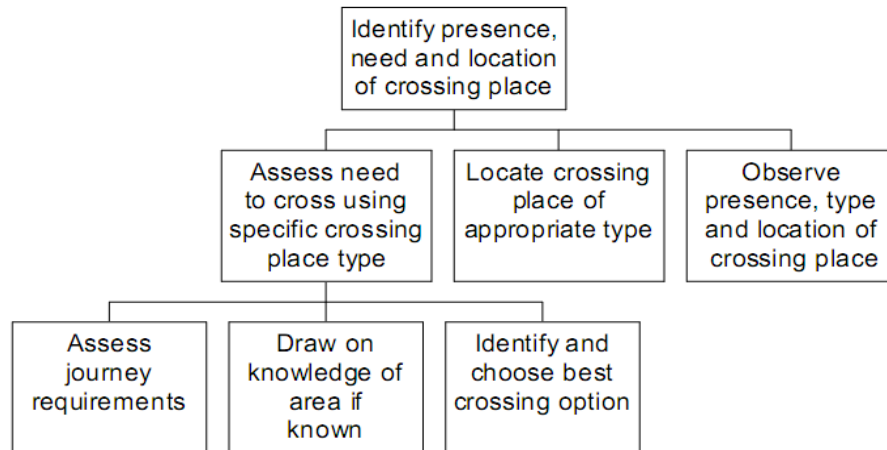 Identify presence,
need and location
of crossing place
Assess need
to cross using
specific crossing
place type
Locate crossing
place of
appropriate type
Observe
presence, type
and location of
crossing place
Assess
journey
requirements
Draw on
knowledge of
area if
known
Identify and
choose best
crossing option